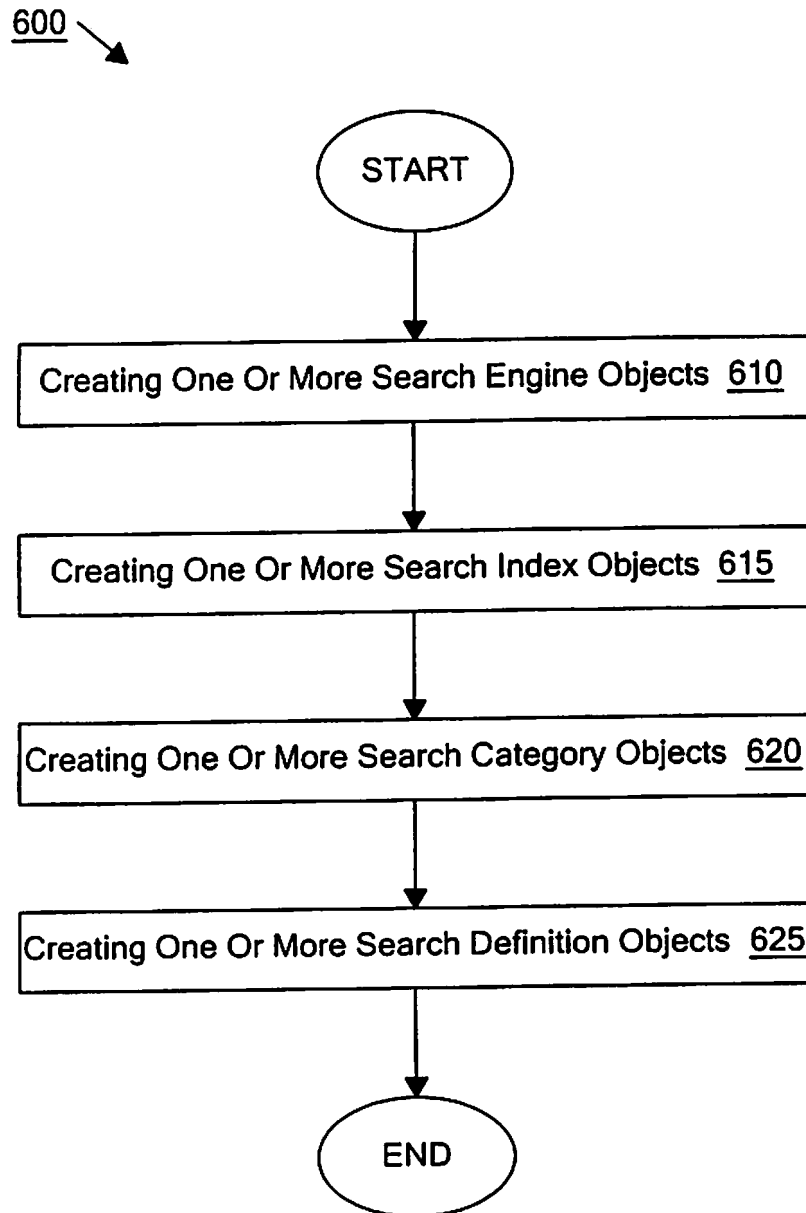 600
START
Creating One Or More Search Engine Objects 610
Creating One Or More Search Index Objects 615
Creating One Or More Search Category Objects 620
Creating One Or More Search Definition Objects 625
END